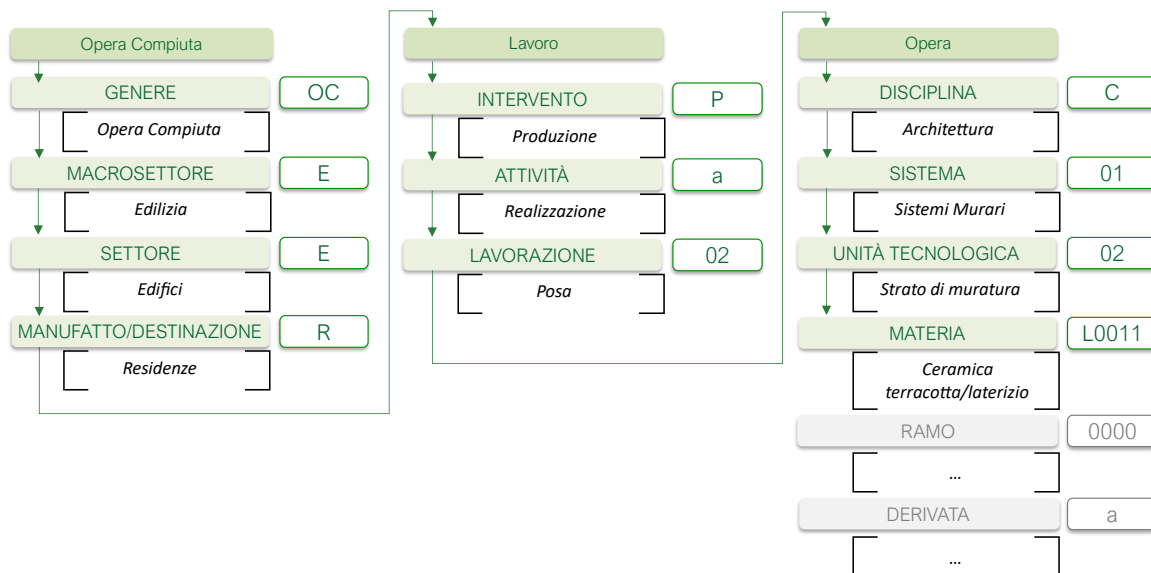 Opera Compiuta
GENERE OC
Opera Compiuta
MACROSETTORE E
Edilizia
SETTORE E
Edifici
MANUFATTO/DESTINAZIONE R
Residenze
Lavoro
INTERVENTO P
Produzione
ATTIVITÀ a
Realizzazione
LAVORAZIONE 02
Posa
Opera
DISCIPLINA C
Architettura
SISTEMA 01
Sistemi Murari
UNITÀ TECNOLOGICA 02
Strato di muratura
MATERIA L0011
Ceramica
terracotta/laterizio
RAMO 0000
...
DERIVATA a
...